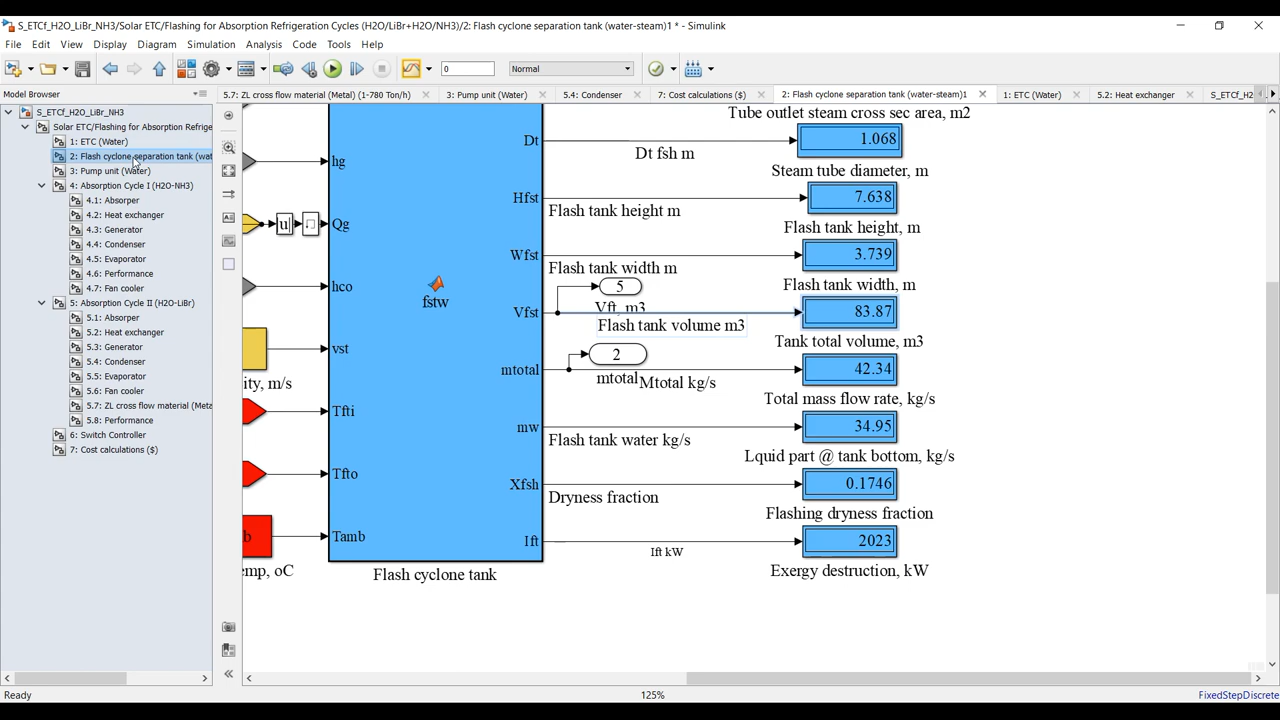 S_ETCf_H2O_LiBr_NH3/Solar ETC/Flashing for Absorption Refrigeration Cycles (H2O/LiBr+H2O/NH3)/2: Flash cyclone separation tank (water-steam)1 * - Simulink
File Edit View Display Diagram Simulation Analysis Code Tools Help
0 Normal
Model Browser
5.7: ZL cross flow material (Metal) (1-780 Ton/h) 3: Pump unit (Water) 5.4: Condenser 7: Cost calculations ($) 2: Flash cyclone separation tank (water-steam)1 1: ETC (Water) 5.2: Heat exchanger S_ETCf_H2
S_ETCf_H2O_LiBr_NH3
Solar ETC/Flashing for Absorption Refrige
1: ETC (Water)
2: Flash cyclone separation tank (wat
3: Pump unit (Water)
4: Absorption Cycle I (H2O-NH3)
4.1: Absorper
4.2: Heat exchanger
4.3: Generator
4.4: Condenser
4.5: Evaporator
4.6: Performance
4.7: Fan cooler
5: Absorption Cycle II (H2O-LiBr)
5.1: Absorper
5.2: Heat exchanger
5.3: Generator
5.4: Condenser
5.5: Evaporator
5.6: Fan cooler
5.7: ZL cross flow material (Meta
5.8: Performance
6: Switch Controller
7: Cost calculations ($)
Tube outlet steam cross sec area, m2
Dt
Dt fsh m
1.068
Steam tube diameter, m
hg
Hfst
Flash tank height m
7.638
Flash tank height, m
u
Qg
Wfst
Flash tank width m
3.739
Flash tank width, m
hco
fstw
5
Vft, m3
Vfst
Flash tank volume m3
83.87
Tank total volume, m3
vst
ity, m/s
2
mtotal
mtotal
Mtotal kg/s
42.34
Total mass flow rate, kg/s
Tfti
mw
Flash tank water kg/s
34.95
Lquid part @ tank bottom, kg/s
Tfto
Xfsh
Dryness fraction
0.1746
Flashing dryness fraction
b
Tamb
Ift
Ift kW
2023
Exergy destruction, kW
emp, oC
Flash cyclone tank
Ready 125% FixedStepDiscrete